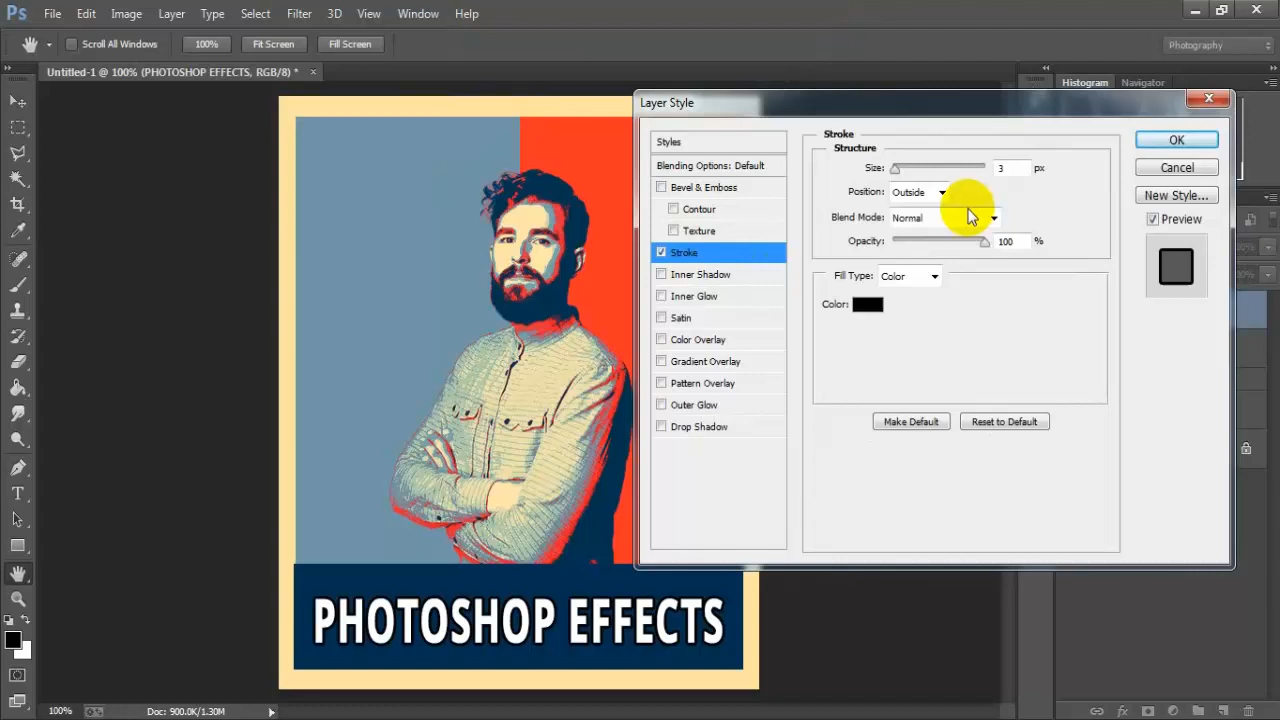 Ps File Edit Image Layer Type Select Filter 3D View Window Help
Scroll All Windows 100% Fit Screen Fill Screen Photography
Untitled-1 @ 100% (PHOTOSHOP EFFECTS, RGB/8) *
Histogram Navigator
Layer Style
Styles
Blending Options: Default
Bevel & Emboss
Contour
Texture
Stroke
Inner Shadow
Inner Glow
Satin
Color Overlay
Gradient Overlay
Pattern Overlay
Outer Glow
Drop Shadow
Stroke
Structure
Size: 3 px
Position: Outside
Blend Mode: Normal
Opacity: 100 %
Fill Type: Color
Color:
Make Default Reset to Default
OK
Cancel
New Style...
Preview
PHOTOSHOP EFFECTS
100% Doc: 900.0K/1.30M